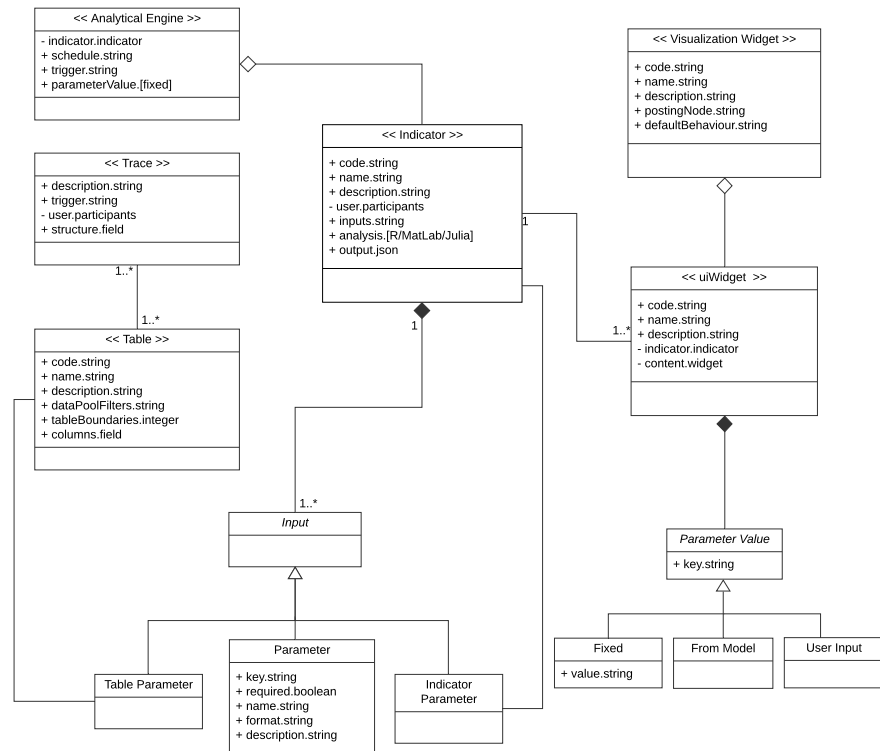 << Analytical Engine >>
- indicator.indicator
+ schedule.string
+ trigger.string
+ parameterValue.[fixed]
<< Visualization Widget >>
+ code.string
+ name.string
+ description.string
+ postingNode.string
+ defaultBehaviour.string
<< Indicator >>
+ code.string
+ name.string
+ description.string
- user.participants
+ inputs.string
+ analysis.[R/MatLab/Julia]
+ output.json
<< Trace >>
+ description.string
+ trigger.string
- user.participants
+ structure.field
1
1..*
1..*
<< uiWidget >>
+ code.string
+ name.string
+ description.string
- indicator.indicator
- content.widget
1..*
1
<< Table >>
+ code.string
+ name.string
+ description.string
+ dataPoolFilters.string
+ tableBoundaries.integer
+ columns.field
1..*
Input
Parameter Value
+ key.string
Table Parameter
Parameter
+ key.string
+ required.boolean
+ name.string
+ format.string
+ description.string
Indicator
Parameter
Fixed
+ value.string
From Model
User Input